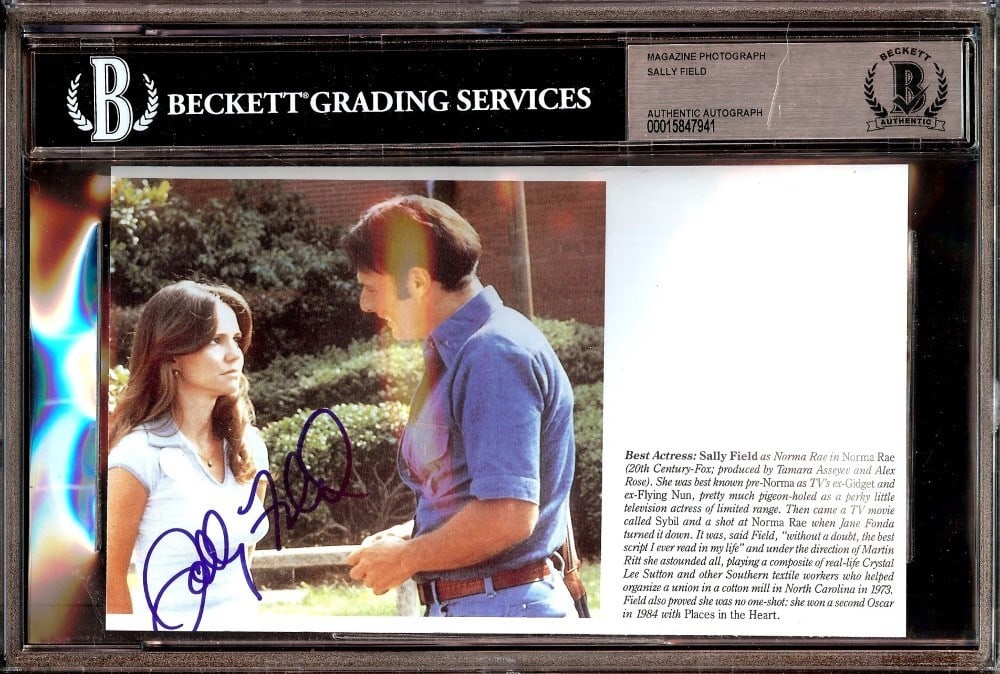 B
BECKETT® GRADING SERVICES
MAGAZINE PHOTOGRAPH
SALLY FIELD
AUTHENTIC AUTOGRAPH
00015847941
BECKETT
B
AUTHENTIC
Sally Field
Best Actress: Sally Field as Norma Rae in Norma Rae
(20th Century-Fox; produced by Tamara Asseyev and Alex
Rose). She was best known pre-Norma as TV's ex-Gidget and
ex-Flying Nun, pretty much pigeon-holed as a perky little
television actress of limited range. Then came a TV movie
called Sybil and a shot at Norma Rae when Jane Fonda
turned it down. It was, said Field, "without a doubt, the best
script I ever read in my life" and under the direction of Martin
Ritt she astounded all, playing a composite of real-life Crystal
Lee Sutton and other Southern textile workers who helped
organize a union in a cotton mill in North Carolina in 1973.
Field also proved she was no one-shot: she won a second Oscar
in 1984 with Places in the Heart.